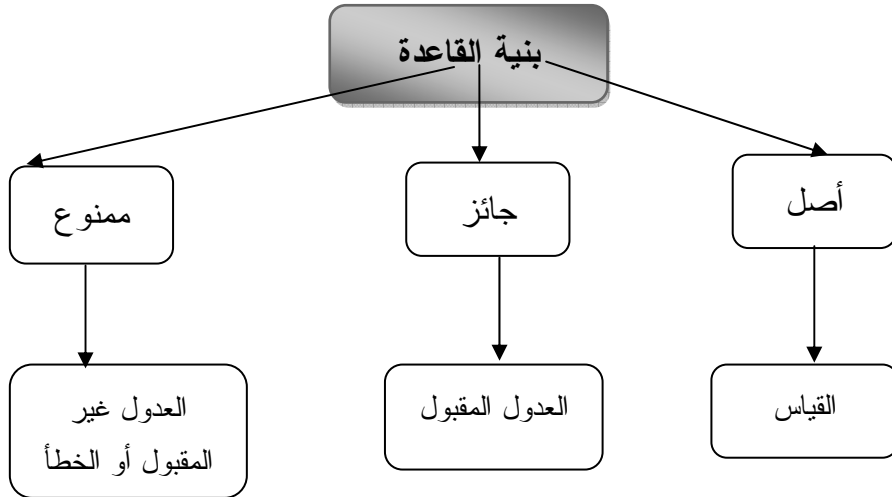 بنية القاعدة
أصل
جائز
ممنوع
القياس
العدول المقبول
العدول غير
المقبول أو الخطأ